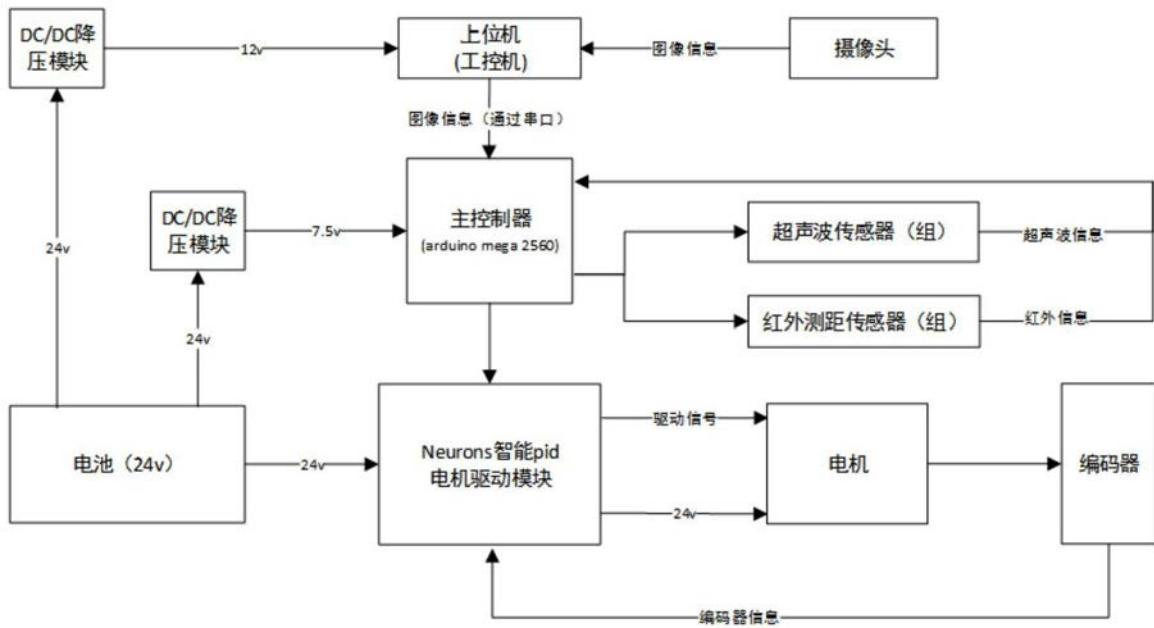 DC/DC降
压模块
12v
上位机
(工控机)
图像信息
摄像头
图像信息（通过串口）
DC/DC降
压模块
7.5v
主控制器
(arduino mega 2560)
超声波传感器（组）
超声波信息
24v
红外测距传感器（组）
红外信息
24v
电池（24v）
24v
Neurons智能pid
电机驱动模块
驱动信号
24v
电机
编码器
编码器信息